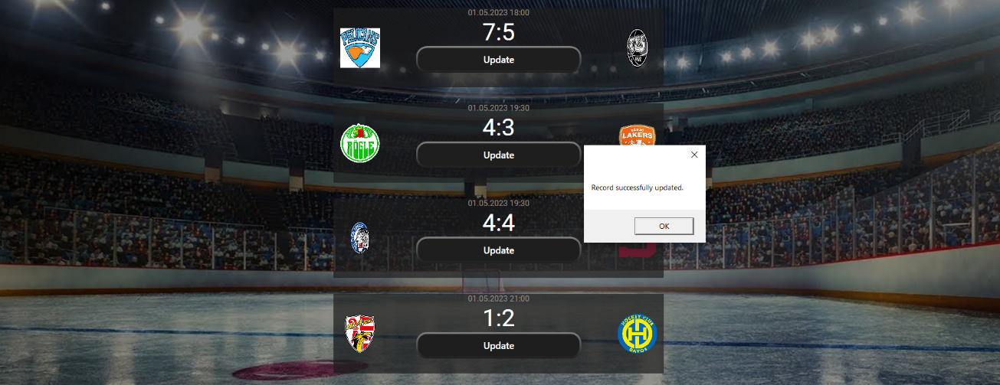 01.05.2023 18:00
7:5
PELICANS
Update
01.05.2023 19:30
4:3
RÖGLE
LAKERS
Update
Record successfully updated.
OK
01.05.2023 19:30
4:4
Update
01.05.2023 21:00
1:2
HOCKEY CLUB
DAVOS
Update